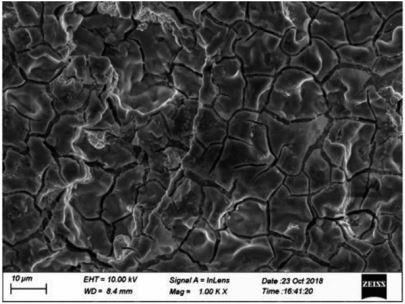 10 µm
EHT = 10.00 kV
Signal A = InLens
Date :23 Oct 2018
WD = 8.4 mm
Mag = 1.00 K X
Time :16:41:20
ZEISS